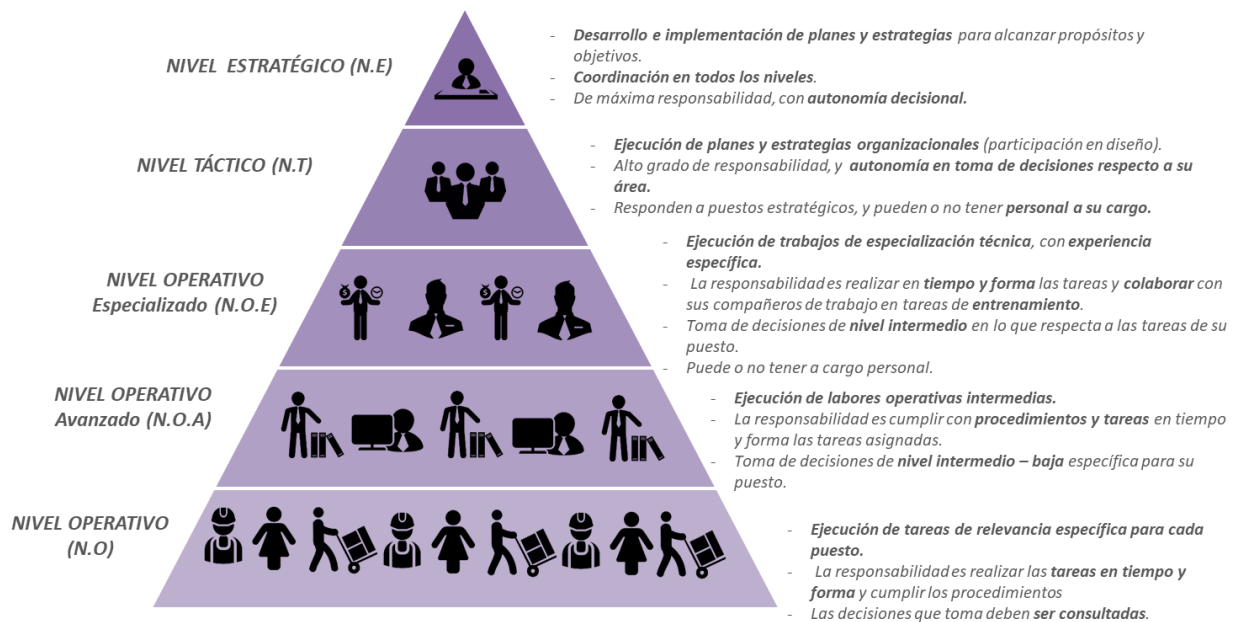 NIVEL ESTRATÉGICO (N.E)
- Desarrollo e implementación de planes y estrategias para alcanzar propósitos y
objetivos.
- Coordinación en todos los niveles.
- De máxima responsabilidad, con autonomía decisional.
NIVEL TÁCTICO (N.T)
- Ejecución de planes y estrategias organizacionales (participación en diseño).
- Alto grado de responsabilidad, y autonomía en toma de decisiones respecto a su
área.
- Responden a puestos estratégicos, y pueden o no tener personal a su cargo.
NIVEL OPERATIVO
Especializado (N.O.E)
- Ejecución de trabajos de especialización técnica, con experiencia
específica.
- La responsabilidad es realizar en tiempo y forma las tareas y colaborar con
sus compañeros de trabajo en tareas de entrenamiento.
- Toma de decisiones de nivel intermedio en lo que respecta a las tareas de su
puesto.
- Puede o no tener a cargo personal.
NIVEL OPERATIVO
Avanzado (N.O.A)
- Ejecución de labores operativas intermedias.
- La responsabilidad es cumplir con procedimientos y tareas en tiempo
y forma las tareas asignadas.
- Toma de decisiones de nivel intermedio – baja específica para su
puesto.
NIVEL OPERATIVO
(N.O)
- Ejecución de tareas de relevancia específica para cada
puesto.
- La responsabilidad es realizar las tareas en tiempo y
forma y cumplir los procedimientos
- Las decisiones que toma deben ser consultadas.